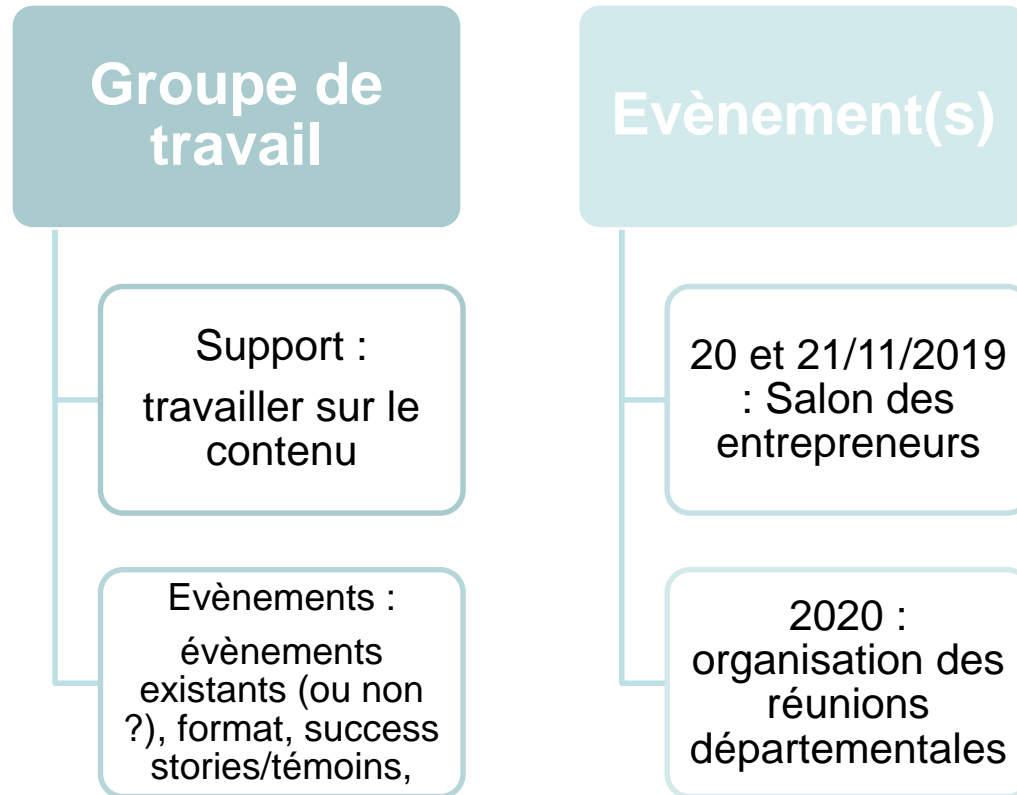 Groupe de
travail
Support :
travailler sur le
contenu
Evènements :
évènements
existants (ou non
?), format, success
stories/témoins,
Evènement(s)
20 et 21/11/2019
: Salon des
entrepreneurs
2020 :
organisation des
réunions
départementales